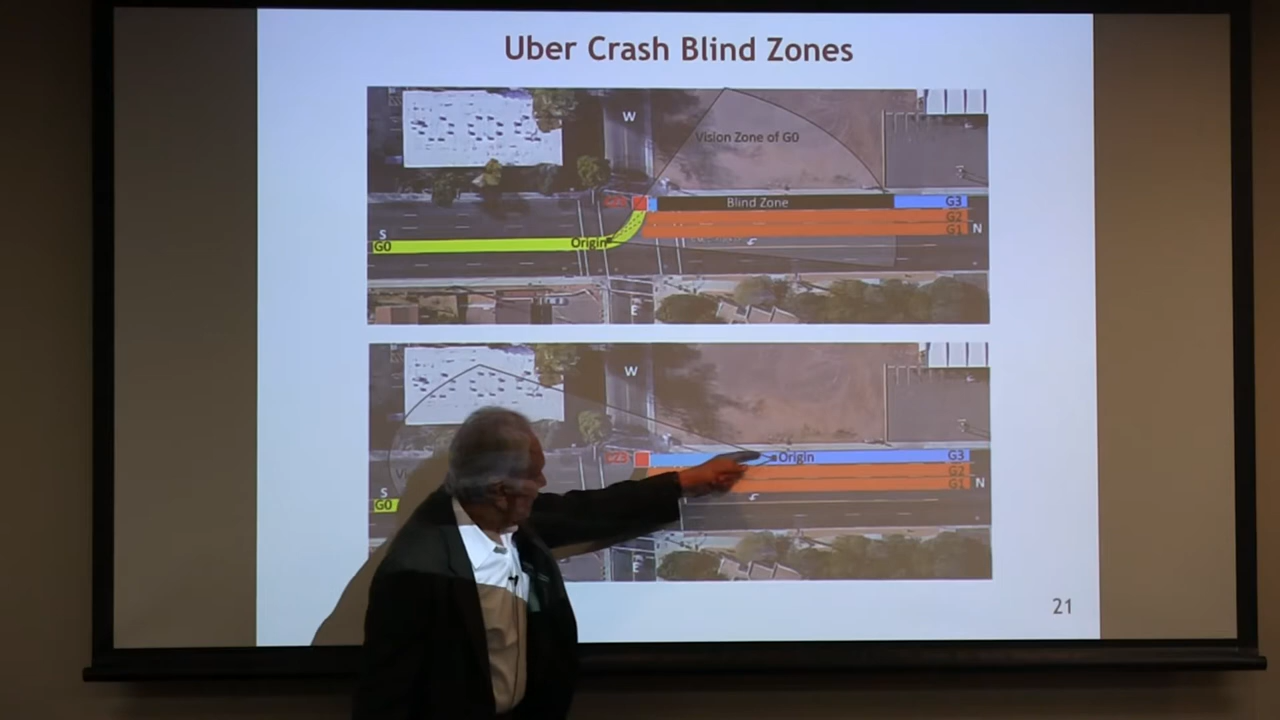 Uber Crash Blind Zones
W
Vision Zone of G0
Blind Zone
G3
G2
G1
N
S
G0
Origin
E
W
Origin
G3
G2
G1
N
S
G0
E
21